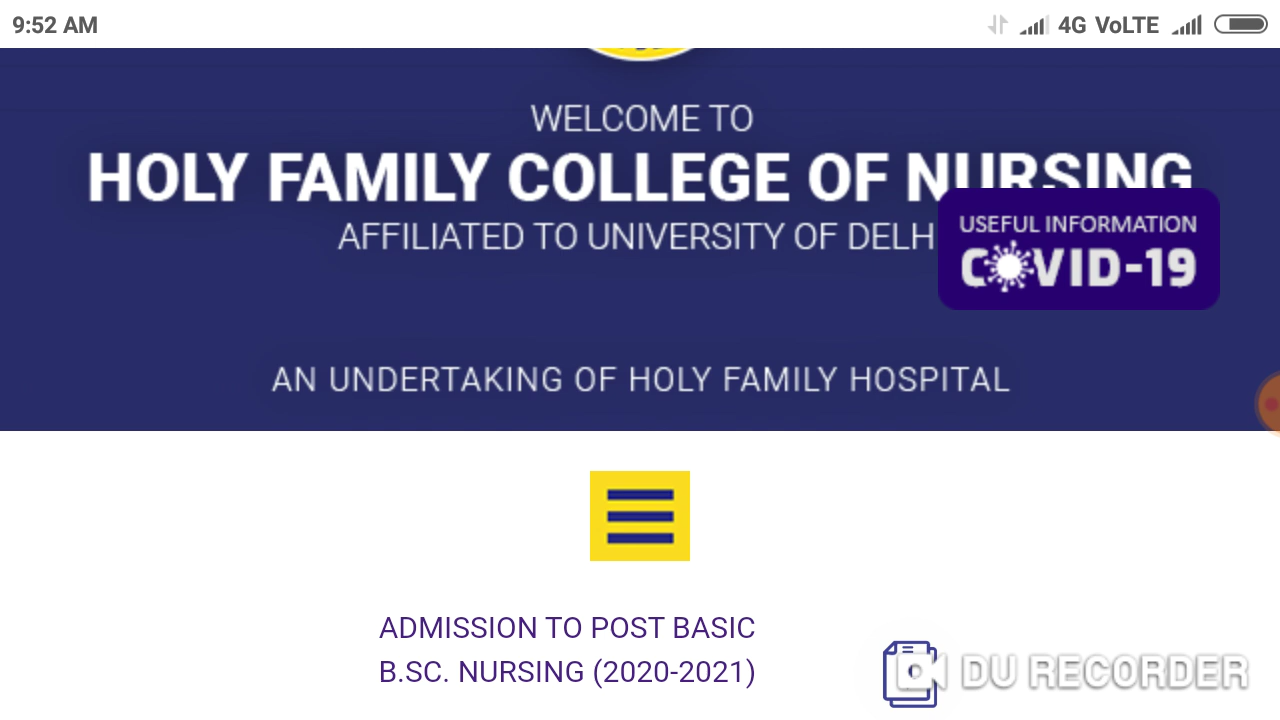 9:52 AM
4G VoLTE
WELCOME TO
HOLY FAMILY COLLEGE OF NURSING
AFFILIATED TO UNIVERSITY OF DELH
USEFUL INFORMATION
COVID-19
AN UNDERTAKING OF HOLY FAMILY HOSPITAL
ADMISSION TO POST BASIC
B.SC. NURSING (2020-2021)
DU RECORDER